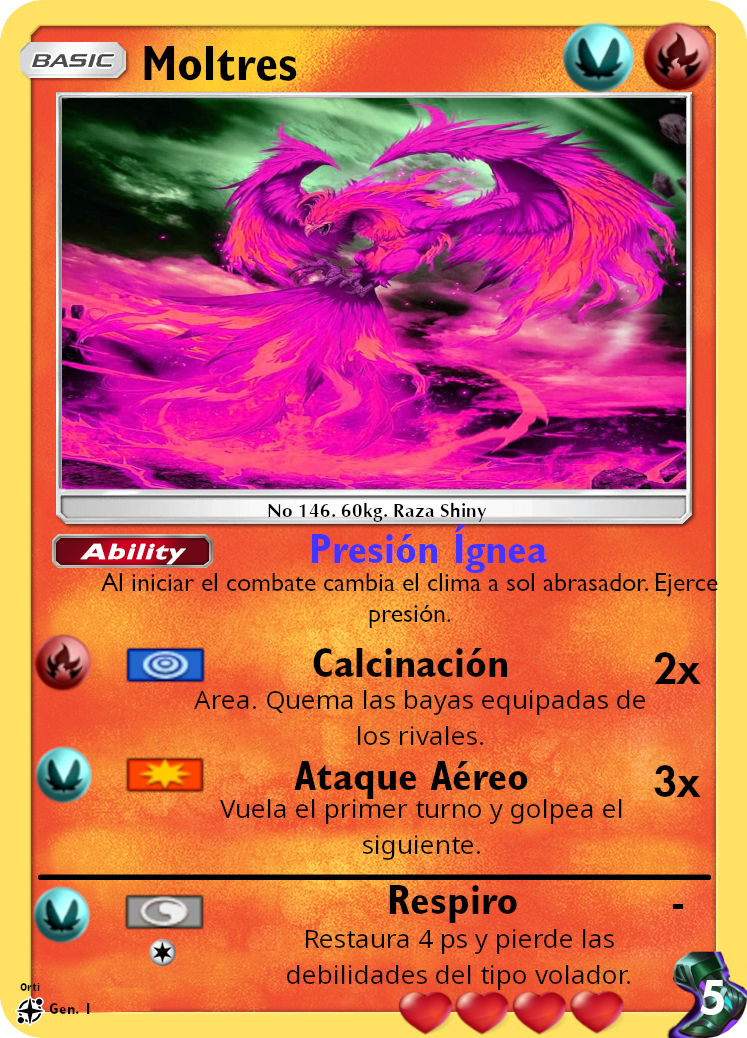 BASIC Moltres
No 146. 60kg. Raza Shiny
Ability Presión Ígnea
Al iniciar el combate cambia el clima a sol abrasador. Ejerce
presión.
Calcinación 2x
Area. Quema las bayas equipadas de
los rivales.
Ataque Aéreo 3x
Vuela el primer turno y golpea el
siguiente.
Respiro -
Restaura 4 ps y pierde las
debilidades del tipo volador.
Orti
Gen. I
5